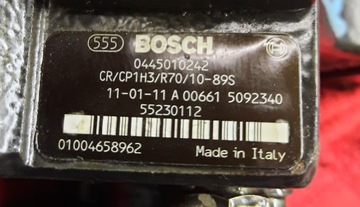 555 BOSCH
0445010242
CR/CP1H3/R70/10-89S
11-01-11 A 00661 5092340
55230112
01004658962 Made in Italy